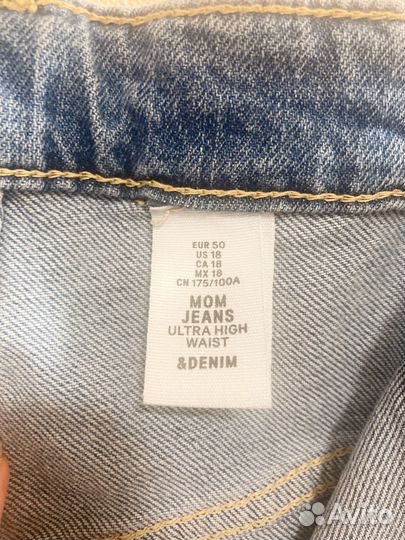 EUR 50
US 18
CA 18
MX 18
CN 175/100A
MOM
JEANS
ULTRA HIGH
WAIST
&DENIM
Avito